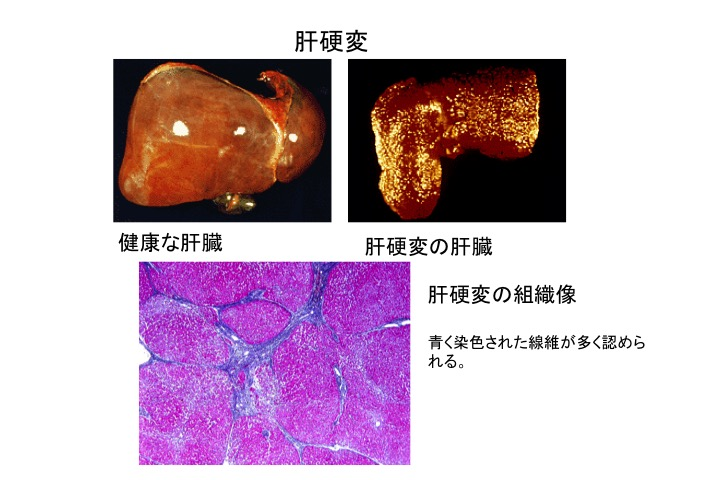 肝硬変
健康な肝臓
肝硬変の肝臓
肝硬変の組織像
青く染色された線維が多く認めら
れる。